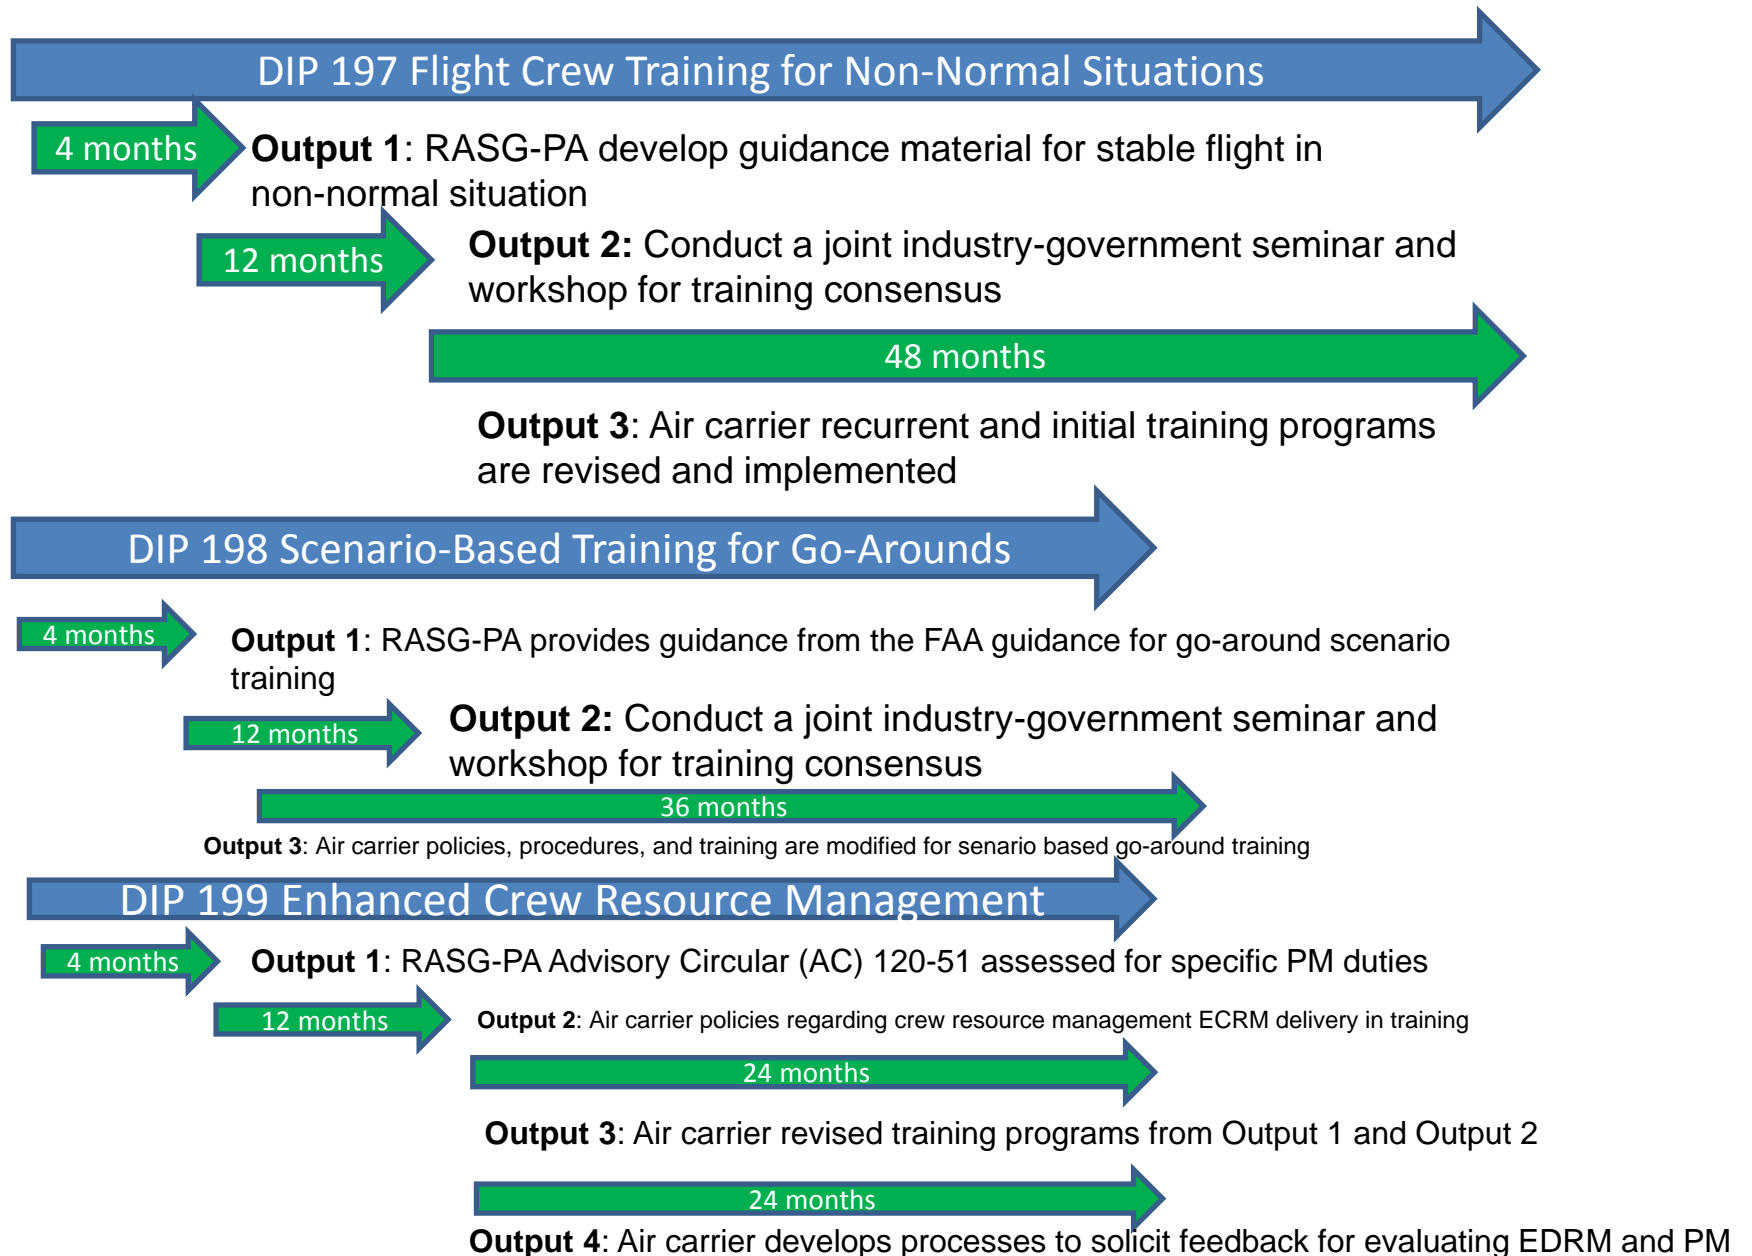 DIP 197 Flight Crew Training for Non-Normal Situations
4 months
Output 1: RASG-PA develop guidance material for stable flight in
non-normal situation
12 months
Output 2: Conduct a joint industry-government seminar and
workshop for training consensus
48 months
Output 3: Air carrier recurrent and initial training programs
are revised and implemented
DIP 198 Scenario-Based Training for Go-Arounds
4 months
Output 1: RASG-PA provides guidance from the FAA guidance for go-around scenario
training
12 months
Output 2: Conduct a joint industry-government seminar and
workshop for training consensus
36 months
Output 3: Air carrier policies, procedures, and training are modified for senario based go-around training
DIP 199 Enhanced Crew Resource Management
4 months
Output 1: RASG-PA Advisory Circular (AC) 120-51 assessed for specific PM duties
12 months
Output 2: Air carrier policies regarding crew resource management ECRM delivery in training
24 months
Output 3: Air carrier revised training programs from Output 1 and Output 2
24 months
Output 4: Air carrier develops processes to solicit feedback for evaluating EDRM and PM